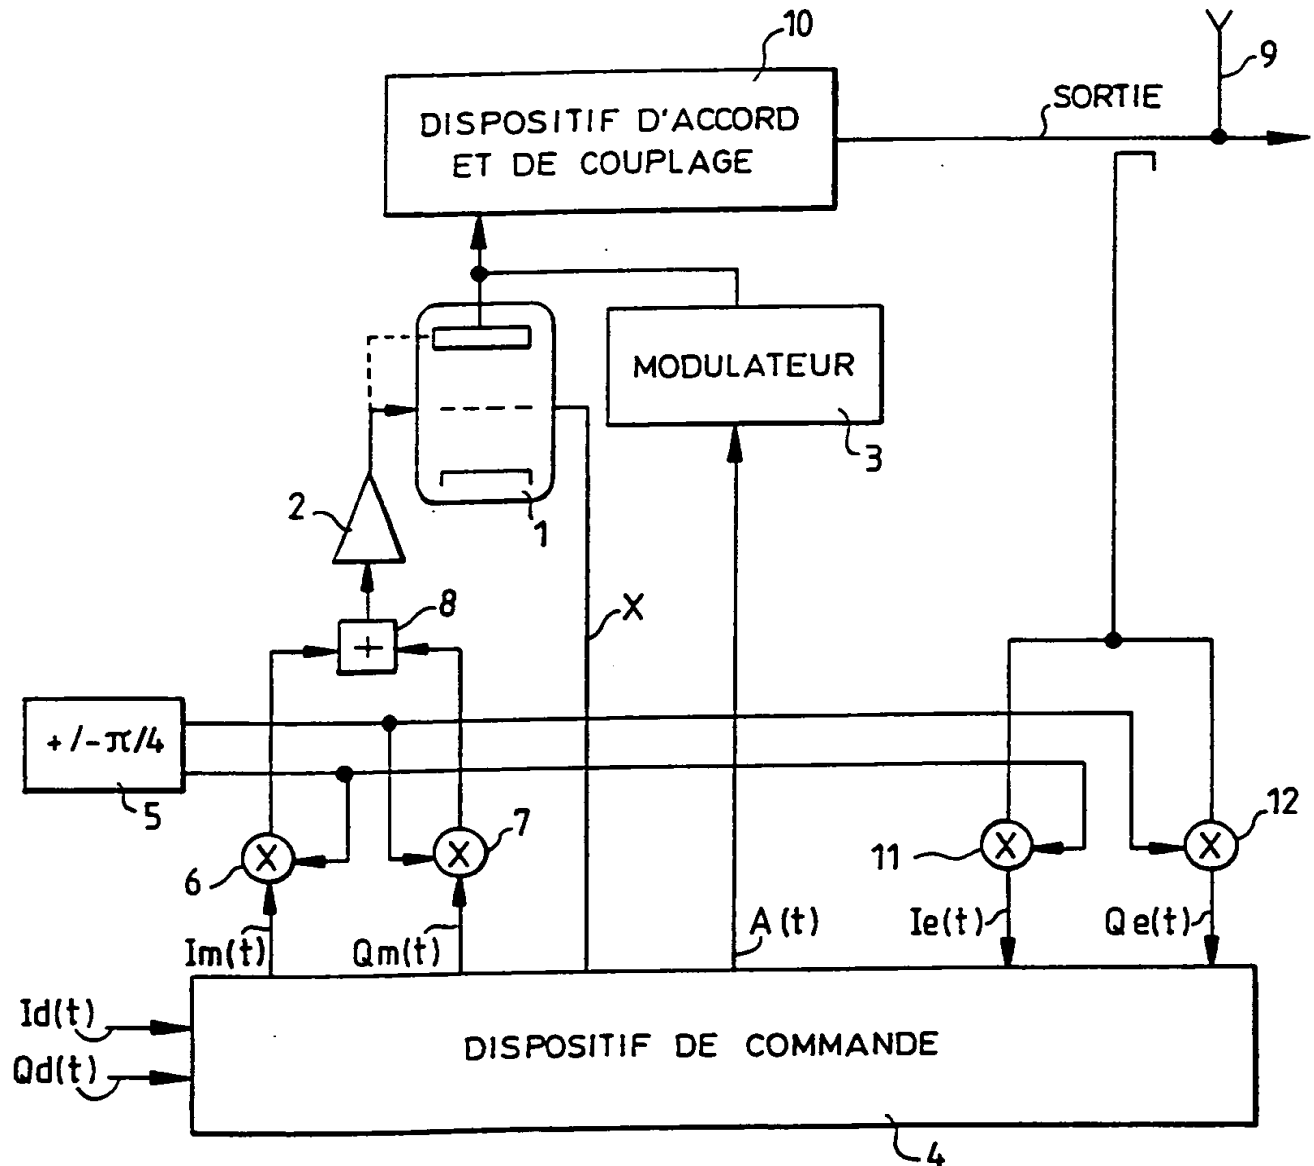 10
9
SORTIE
DISPOSITIF D'ACCORD
ET DE COUPLAGE
MODULATEUR
3
2
1
8
+
X
+/-π/4
5
6
X
7
X
11
X
12
X
Im(t)
Qm(t)
A(t)
Ie(t)
Qe(t)
Id(t)
Qd(t)
DISPOSITIF DE COMMANDE
4